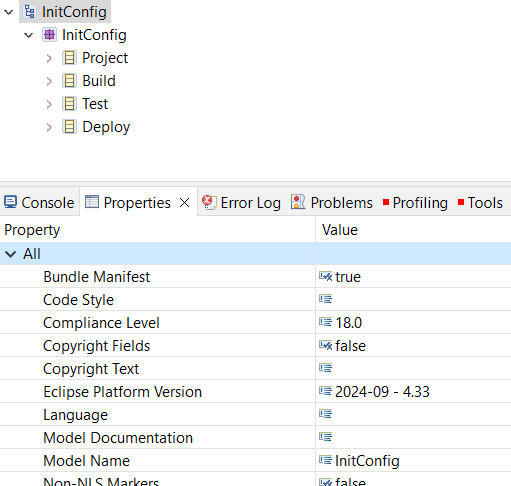 InitConfig
InitConfig
Project
Build
Test
Deploy
Console Properties Error Log Problems Profiling Tools
Property Value
All
Bundle Manifest true
Code Style
Compliance Level 18.0
Copyright Fields false
Copyright Text
Eclipse Platform Version 2024-09 - 4.33
Language
Model Documentation
Model Name InitConfig
Non-NLS Markers false